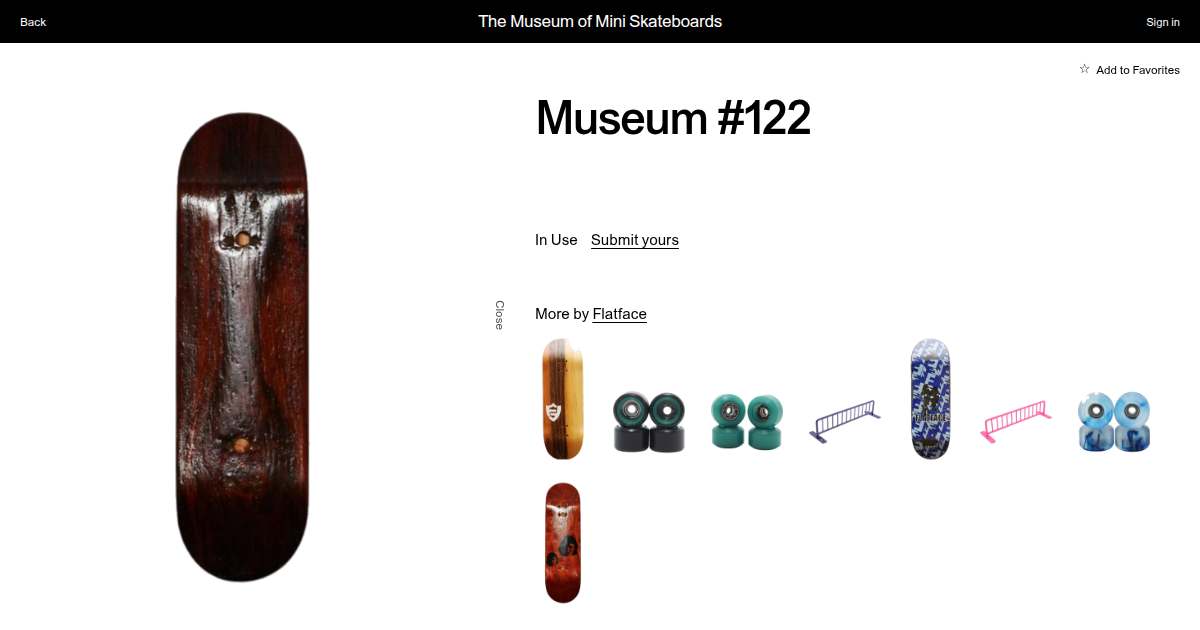 Back
The Museum of Mini Skateboards
Sign in
☆ Add to Favorites
Museum #122
In Use
Submit yours
Close
More by Flatface